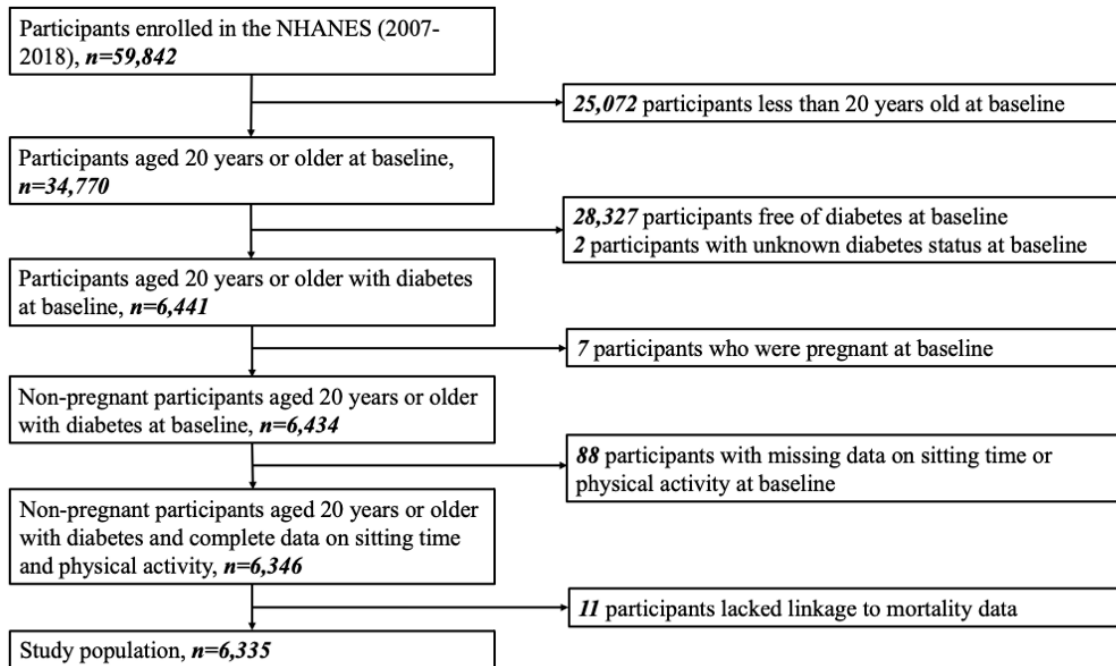 Participants enrolled in the NHANES (2007-
2018), n=59,842
25,072 participants less than 20 years old at baseline
Participants aged 20 years or older at baseline,
n=34,770
28,327 participants free of diabetes at baseline
2 participants with unknown diabetes status at baseline
Participants aged 20 years or older with diabetes
at baseline, n=6,441
7 participants who were pregnant at baseline
Non-pregnant participants aged 20 years or older
with diabetes at baseline, n=6,434
88 participants with missing data on sitting time or
physical activity at baseline
Non-pregnant participants aged 20 years or older
with diabetes and complete data on sitting time
and physical activity, n=6,346
11 participants lacked linkage to mortality data
Study population, n=6,335